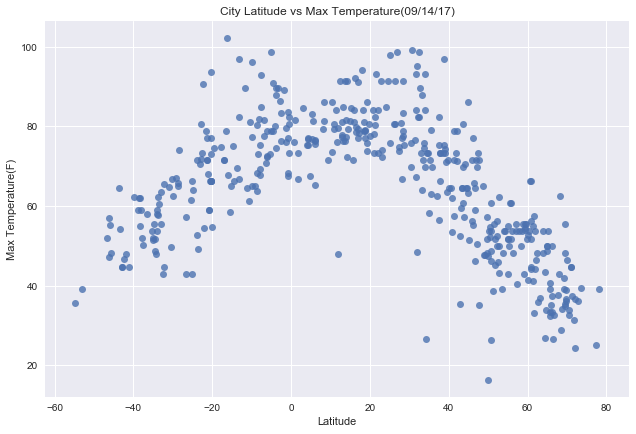 City Latitude vs Max Temperature(09/14/17)
Max Temperature(F)
100
80
60
40
20
−60 −40 −20 0 20 40 60 80
Latitude